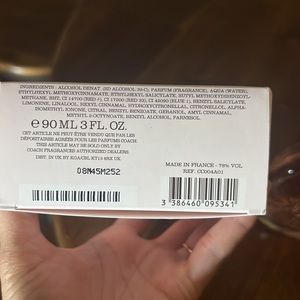 INGREDIENTS : ALCOHOL DENAT. (SD ALCOHOL 39-C), PARFUM (FRAGRANCE), AQUA (WATER),
ETHYLHEXYL METHOXYCINNAMATE, ETHYLHEXYL SALICYLATE, BUTYL METHOXYDIBENZOYL
METHANE, BHT, CI 14700 (RED 4), CI 17200 (RED 33), CI 42090 (BLUE 1), BENZYL SALICYLATE,
LIMONENE, LINALOOL, HEXYL CINNAMAL, HYDROXYCITRONELLAL, CITRONELLOL, ALPHA-
ISOMETHYL IONONE, CITRAL, BENZYL BENZOATE, GERANIOL, AMYL CINNAMAL,
METHYL 2-OCTYNOATE, BENZYL ALCOHOL, FARNESOL.
℮ 90 ML 3 FL. OZ.
CET ARTICLE NE PEUT ÊTRE VENDU QUE PAR LES
DÉPOSITAIRES AGRÉÉS POUR LES PARFUMS COACH
THIS ARTICLE MAY BE SOLD ONLY BY
COACH FRAGRANCES AUTHORIZED DEALERS
DIST. IN UK BY KT13 8XE UK.
08M45M252
MADE IN FRANCE - 78% VOL
REF. CC004A01
3 386460 095341